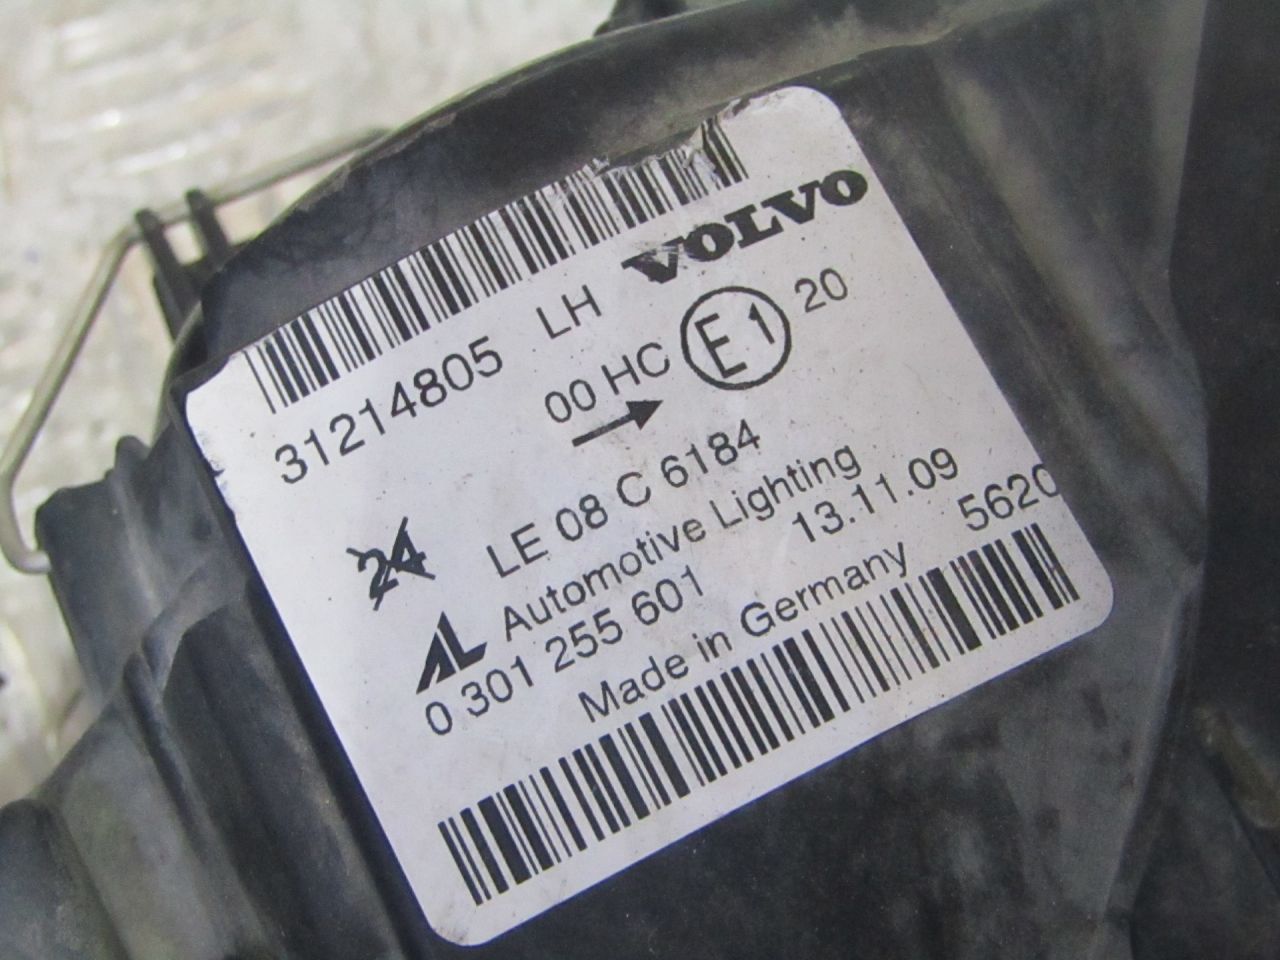 VOLVO
31214805 LH
00 HC E1 20
24
LE 08 C 6184
AL Automotive Lighting
0 301 255 601 13.11.09 5620
Made in Germany